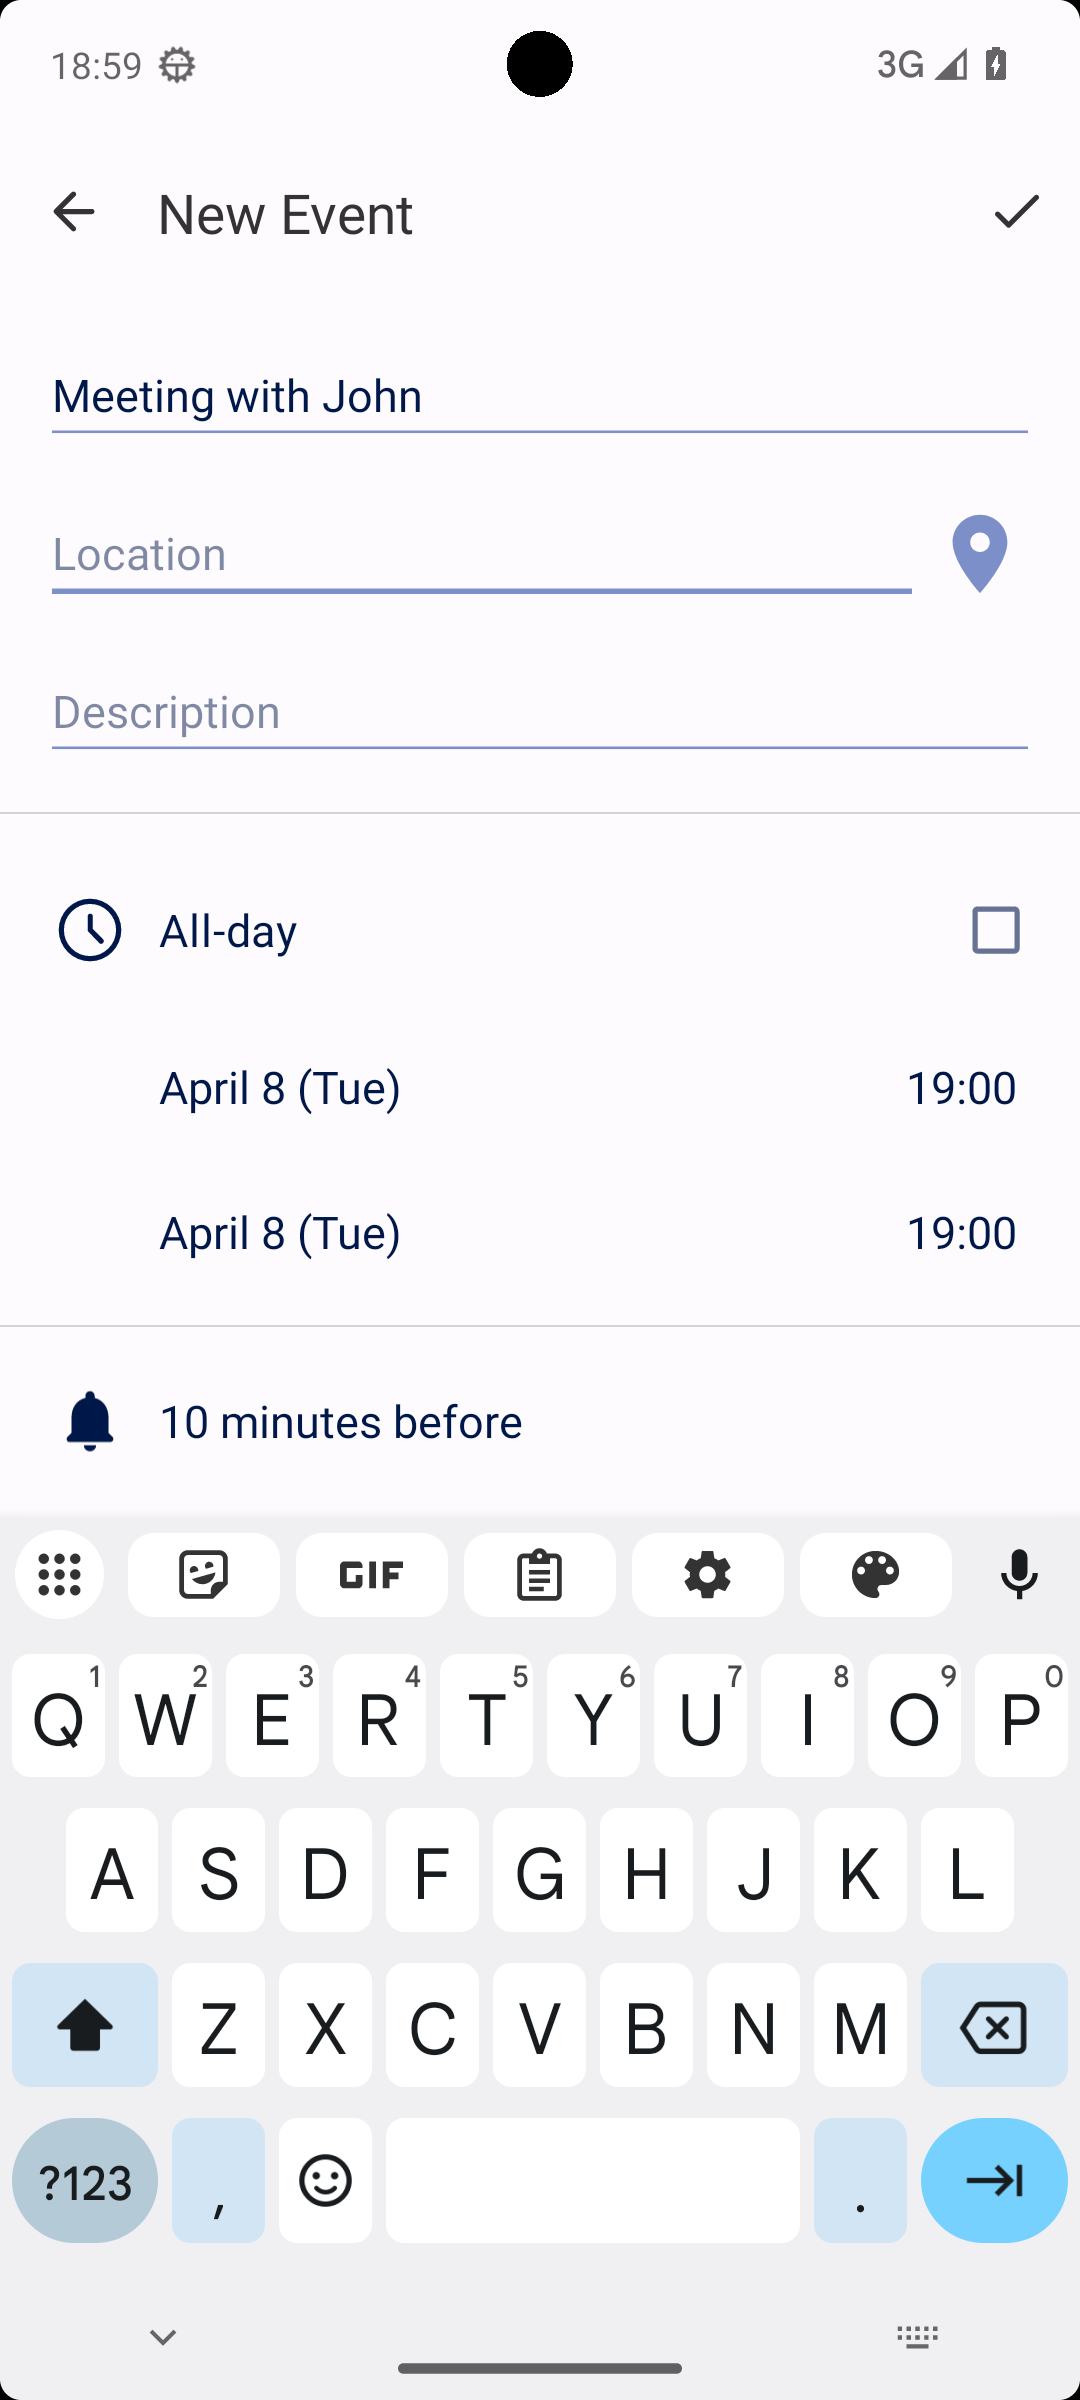 18:59
3G
New Event
Meeting with John
Location
Description
All-day
April 8 (Tue) 19:00
April 8 (Tue) 19:00
10 minutes before
GIF
Q1 W2 E3 R4 T5 Y6 U7 I8 O9 P0
A S D F G H J K L
Z X C V B N M
?123 , .